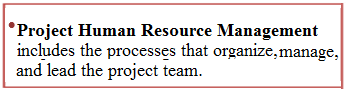 •Project Human Resource Management
includes the processes that organize,manage,
and lead the project team.